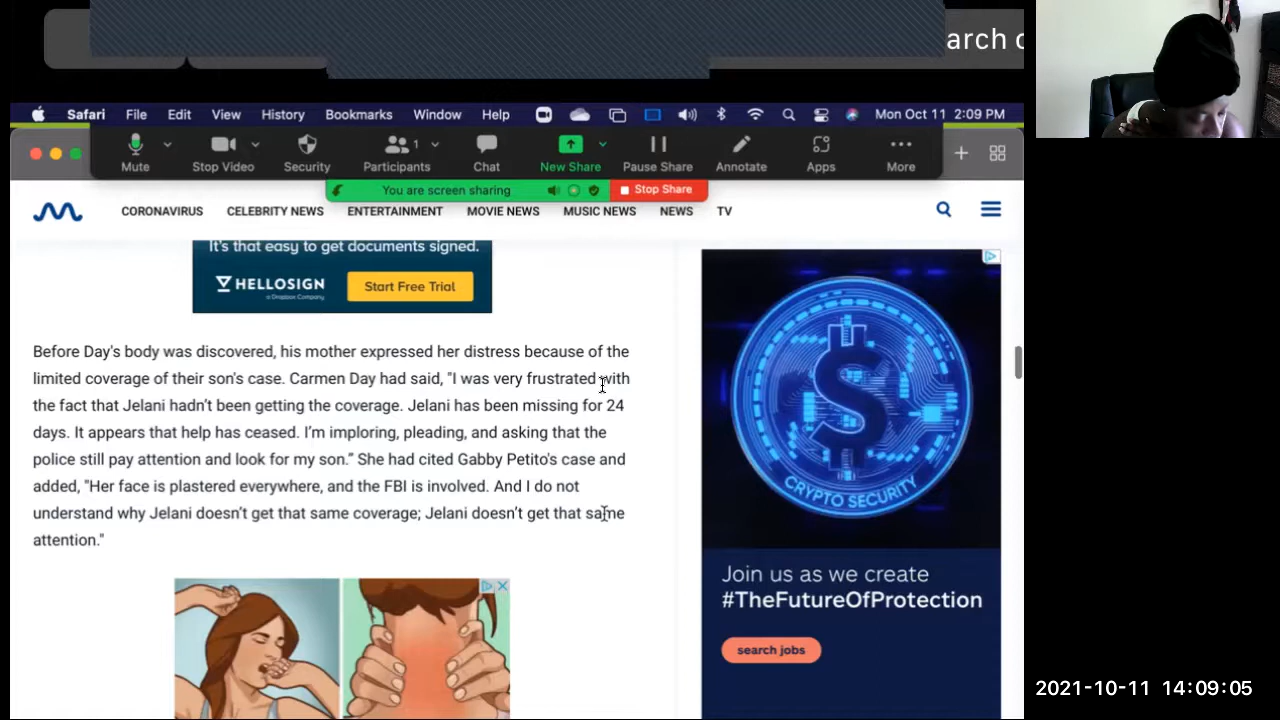 arch o
Safari File Edit View History Bookmarks Window Help Mon Oct 11 2:09 PM
Mute Stop Video Security Participants 1 Chat New Share Pause Share Annotate Apps More
You are screen sharing Stop Share
CORONAVIRUS CELEBRITY NEWS ENTERTAINMENT MOVIE NEWS MUSIC NEWS NEWS TV
It's that easy to get documents signed.
HELLOSIGN
a Dropbox Company
Start Free Trial
Before Day's body was discovered, his mother expressed her distress because of the
limited coverage of their son's case. Carmen Day had said, "I was very frustrated with
the fact that Jelani hadn't been getting the coverage. Jelani has been missing for 24
days. It appears that help has ceased. I'm imploring, pleading, and asking that the
police still pay attention and look for my son." She had cited Gabby Petito's case and
added, "Her face is plastered everywhere, and the FBI is involved. And I do not
understand why Jelani doesn't get that same coverage; Jelani doesn't get that same
attention."
CRYPTO SECURITY
Join us as we create
#TheFutureOfProtection
search jobs
2021-10-11 14:09:05